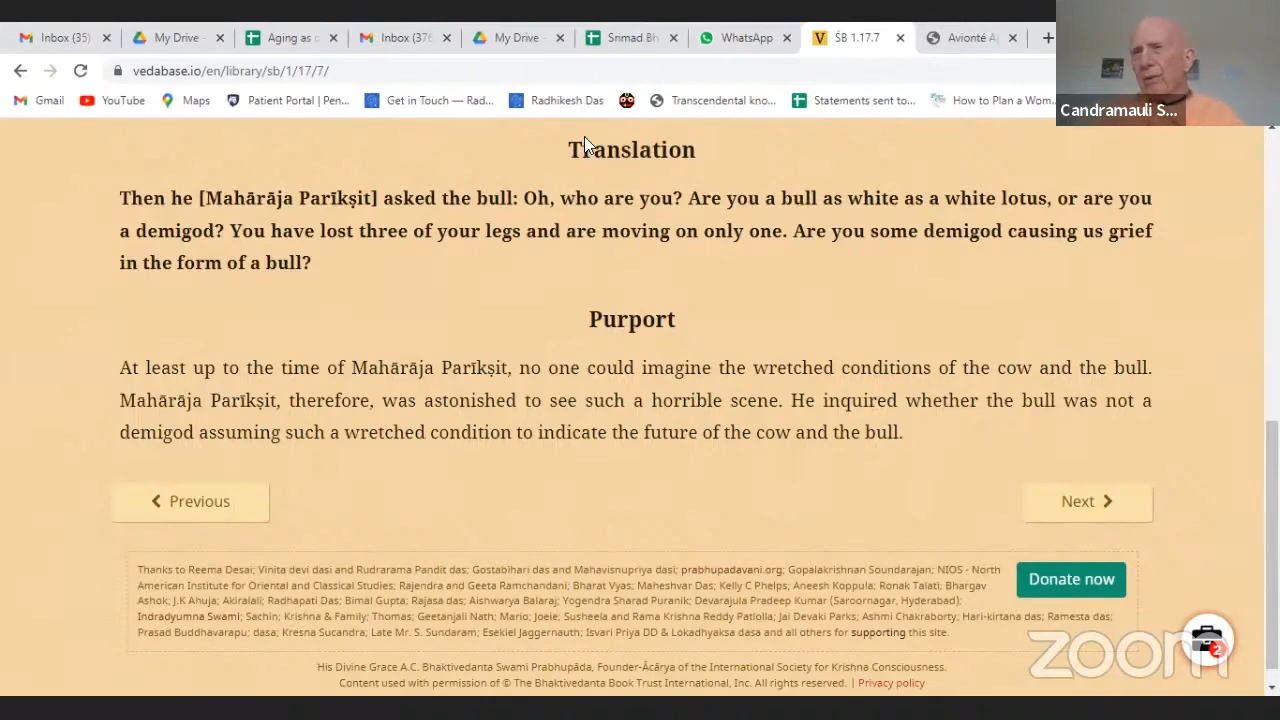 Inbox (35)
My Drive -
Aging as o
Inbox (376
My Drive -
Srimad Bh
WhatsApp
ŚB 1.17.7
Avionté A
vedabase.io/en/library/sb/1/17/7/
Gmail
YouTube
Maps
Patient Portal | Pen...
Get in Touch — Rad...
Radhikesh Das
Transcendental kno...
Statements sent to...
How to Plan a Wom...
Candramauli S...
Translation
Then he [Mahārāja Parīkṣit] asked the bull: Oh, who are you? Are you a bull as white as a white lotus, or are you
a demigod? You have lost three of your legs and are moving on only one. Are you some demigod causing us grief
in the form of a bull?
Purport
At least up to the time of Mahārāja Parīkṣit, no one could imagine the wretched conditions of the cow and the bull.
Mahārāja Parīkṣit, therefore, was astonished to see such a horrible scene. He inquired whether the bull was not a
demigod assuming such a wretched condition to indicate the future of the cow and the bull.
Previous
Next
Thanks to Reema Desai; Vinita devi dasi and Rudrarama Pandit das; Gostabihari das and Mahavisnupriya dasi; prabhupadavani.org; Gopalakrishnan Soundarajan; NIOS - North
American Institute for Oriental and Classical Studies; Rajendra and Geeta Ramchandani; Bharat Vyas; Maheshvar Das; Kelly C Phelps; Aneesh Koppula; Ronak Talati; Bhargav
Ashok; J.K Ahuja; Akiralali; Radhapati Das; Bimal Gupta; Rajasa das; Aishwarya Balaraj; Yogendra Sharad Puranik; Devarajula Pradeep Kumar (Saroornagar, Hyderabad);
Indradyumna Swami; Sachin; Krishna & Family; Thomas; Geetanjali Nath; Mario; Joeie; Susheela and Rama Krishna Reddy Patlolla; Jai Devaki Parks; Ashmi Chakraborty; Hari-kirtana das; Ramesta das;
Prasad Buddhavarapu; dasa; Kresna Sucandra; Late Mr. S. Sundaram; Esekiel Jaggernauth; Isvari Priya DD & Lokadhyaksa dasa and all others for supporting this site.
Donate now
His Divine Grace A.C. Bhaktivedanta Swami Prabhupāda, Founder-Ācārya of the International Society for Krishna Consciousness.
Content used with permission of © The Bhaktivedanta Book Trust International, Inc. All rights reserved. | Privacy policy
zoom
2